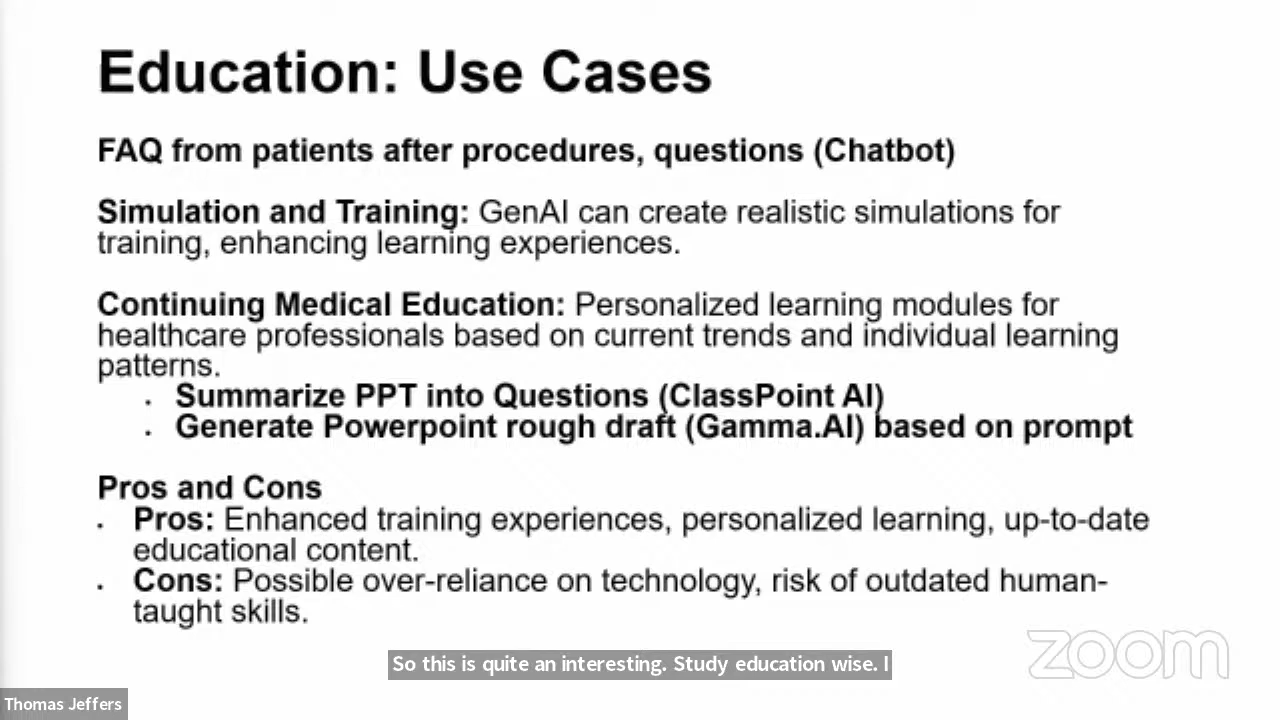 Education: Use Cases
FAQ from patients after procedures, questions (Chatbot)
Simulation and Training: GenAI can create realistic simulations for
training, enhancing learning experiences.
Continuing Medical Education: Personalized learning modules for
healthcare professionals based on current trends and individual learning
patterns.
• Summarize PPT into Questions (ClassPoint AI)
• Generate Powerpoint rough draft (Gamma.AI) based on prompt
Pros and Cons
• Pros: Enhanced training experiences, personalized learning, up-to-date
educational content.
• Cons: Possible over-reliance on technology, risk of outdated human-
taught skills.
zoom
So this is quite an interesting. Study education wise. I
Thomas Jeffers